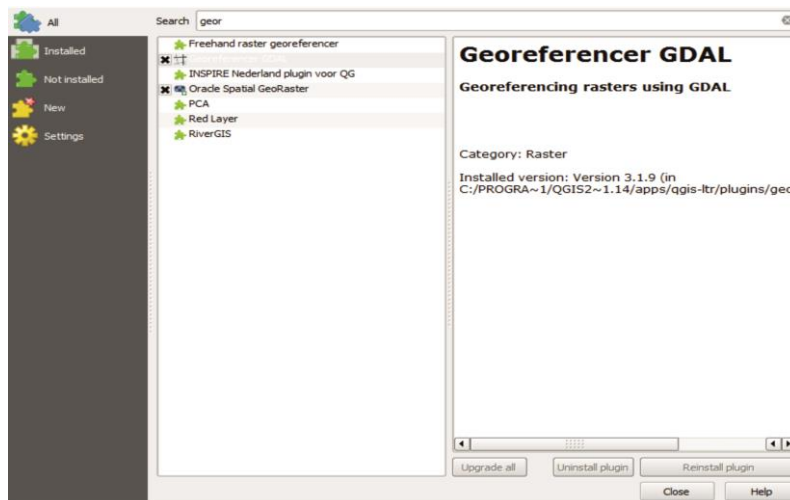 All
Search geor
Installed
Not installed
New
Settings
Freehand raster georeferencer
Georeferencer GDAL
INSPIRE Nederland plugin voor QG
Oracle Spatial GeoRaster
PCA
Red Layer
RiverGIS
Georeferencer GDAL
Georeferencing rasters using GDAL
Category: Raster
Installed version: Version 3.1.9 (in
C:/PROGRA~1/QGIS2~1.14/apps/qgis-ltr/plugins/geo
Upgrade all Uninstall plugin Reinstall plugin
Close Help